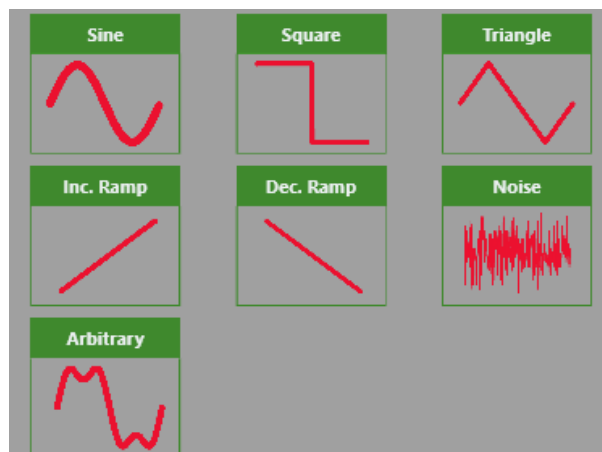 Sine
Square
Triangle
Inc. Ramp
Dec. Ramp
Noise
Arbitrary